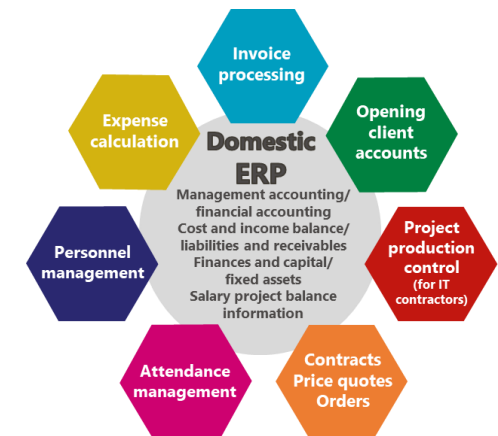 Invoice
processing
Expense
calculation
Opening
client
accounts
Domestic
ERP
Management accounting/
financial accounting
Cost and income balance/
liabilities and receivables
Finances and capital/
fixed assets
Salary project balance
information
Personnel
management
Project
production
control
(for IT
contractors)
Attendance
management
Contracts
Price quotes
Orders